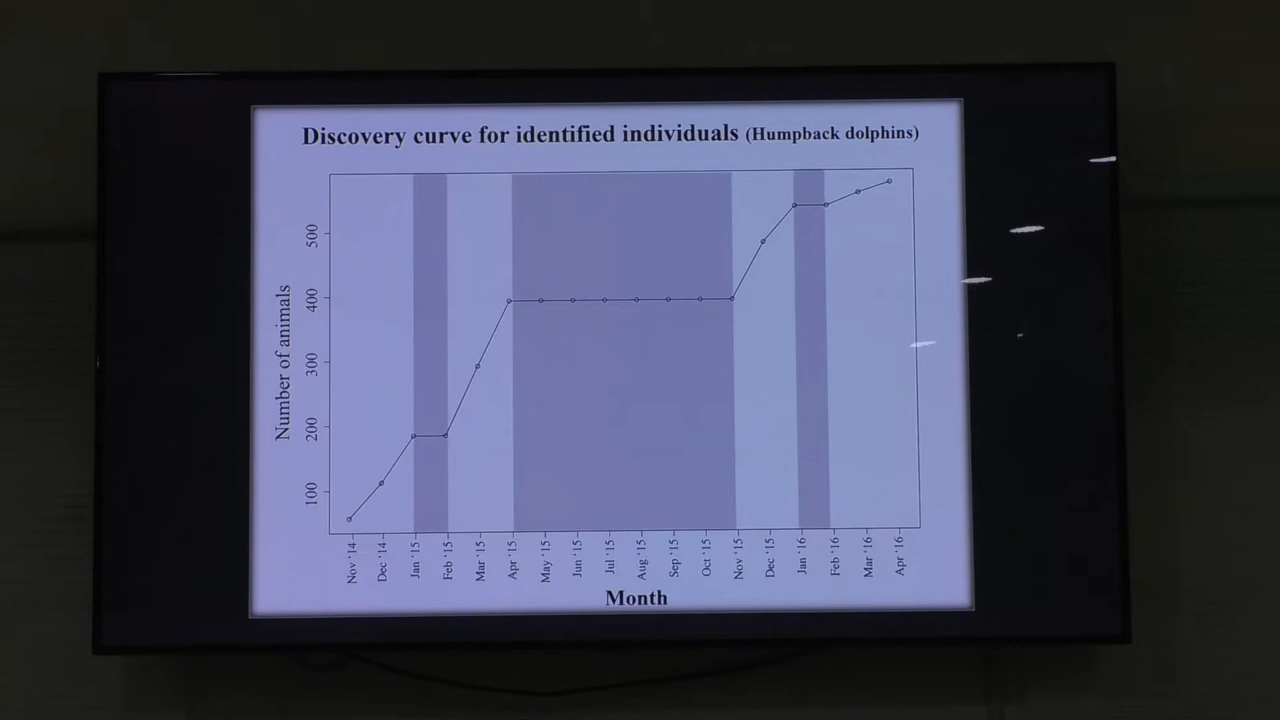 Discovery curve for identified individuals (Humpback dolphins)
Number of animals
500
400
300
200
100
Nov '14
Dec '14
Jan '15
Feb '15
Mar '15
Apr '15
May '15
Jun '15
Jul '15
Aug '15
Sep '15
Oct '15
Nov '15
Dec '15
Jan '16
Feb '16
Mar '16
Apr '16
Month